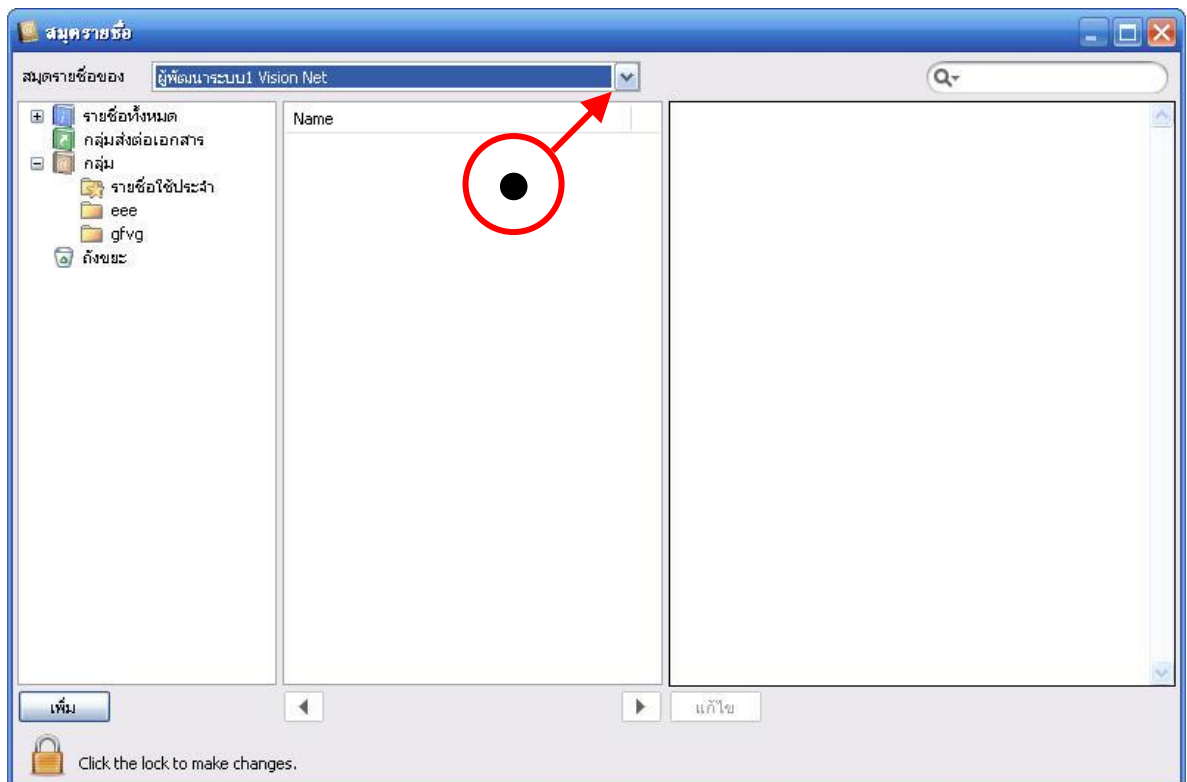 สมุดรายชื่อ
สมุดรายชื่อของ ผู้พัฒนาระบบ1 Vision Net
รายชื่อทั้งหมด
กลุ่มส่งต่อเอกสาร
กลุ่ม
รายชื่อใช้ประจำ
eee
gfvg
ถังขยะ
Name
เพิ่ม
แก้ไข
Click the lock to make changes.